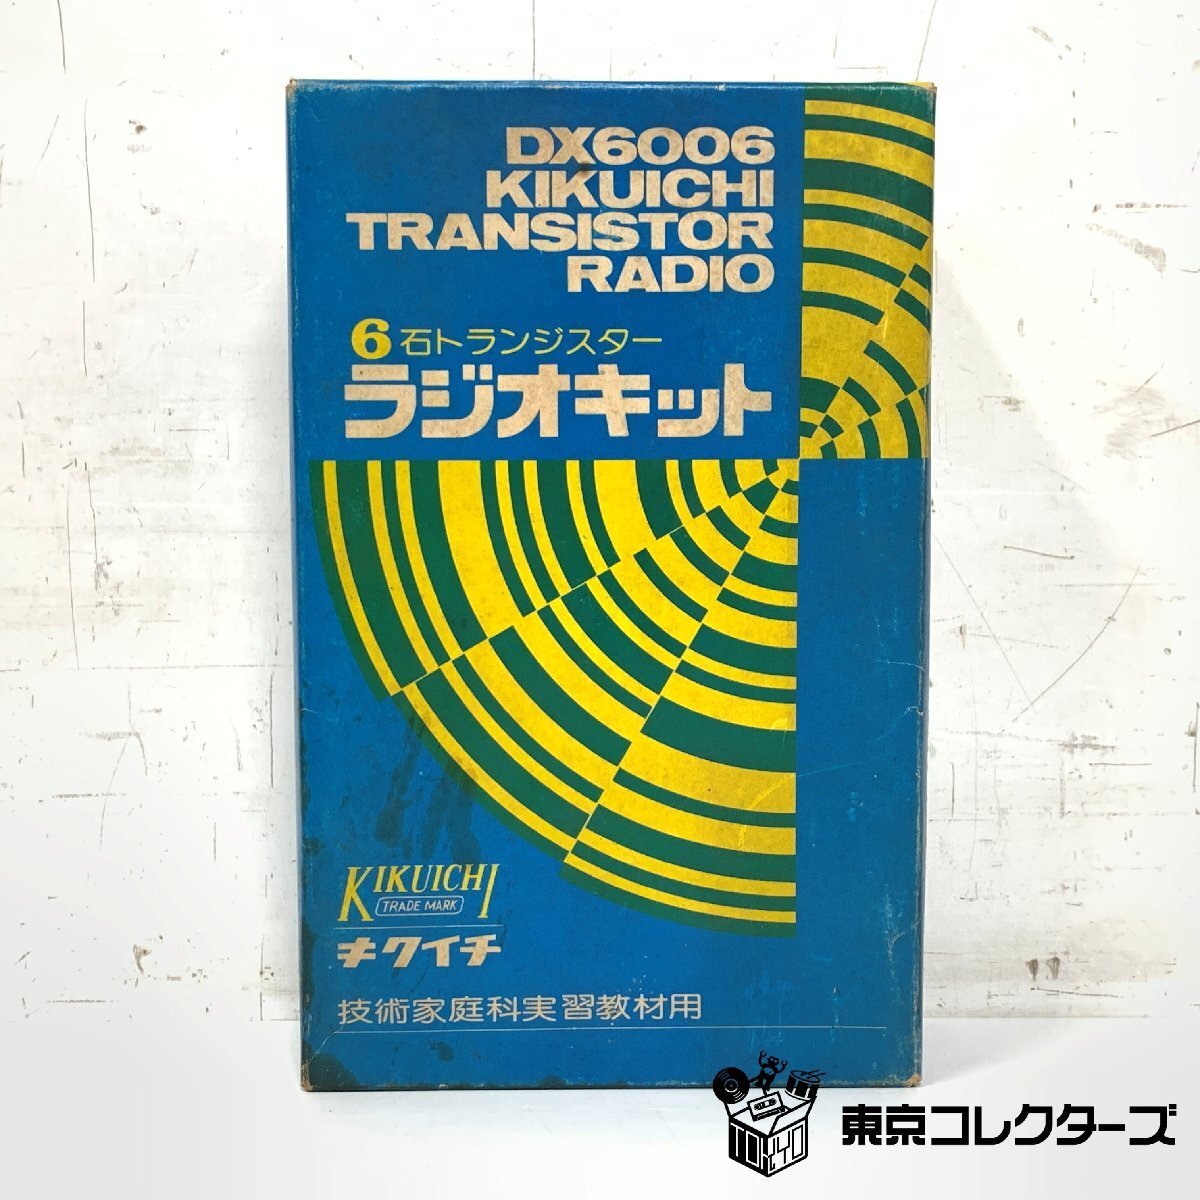 DX6006
KIKUICHI
TRANSISTOR
RADIO
6石トランジスター
ラジオキット
KIKUICHI
TRADE MARK
キクイチ
技術家庭科実習教材用
TOKYO
東京コレクターズ